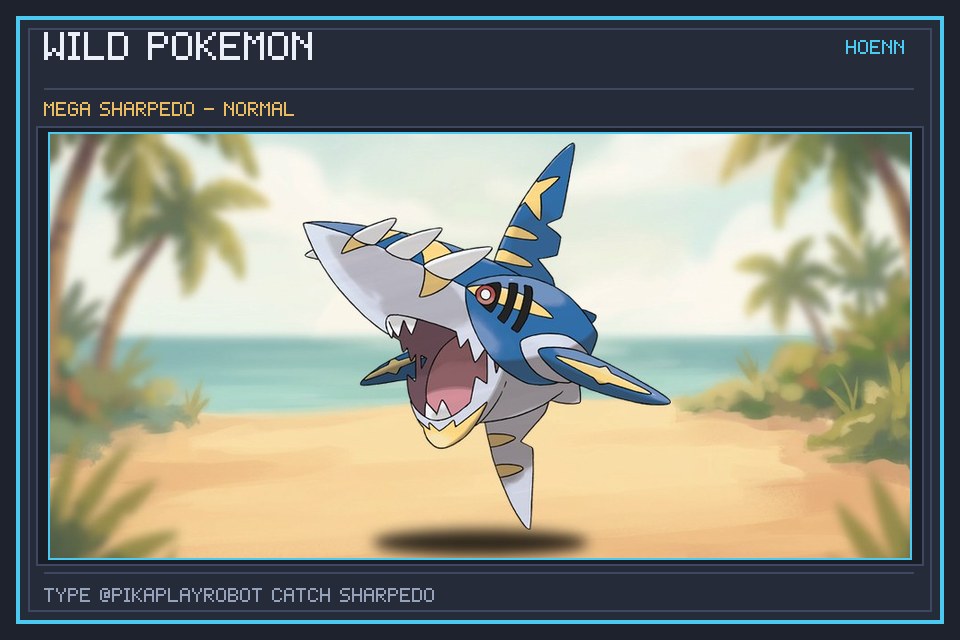 WILD POKEMON
HOENN
MEGA SHARPEDO - NORMAL
TYPE @PIKAPLAYROBOT CATCH SHARPEDO